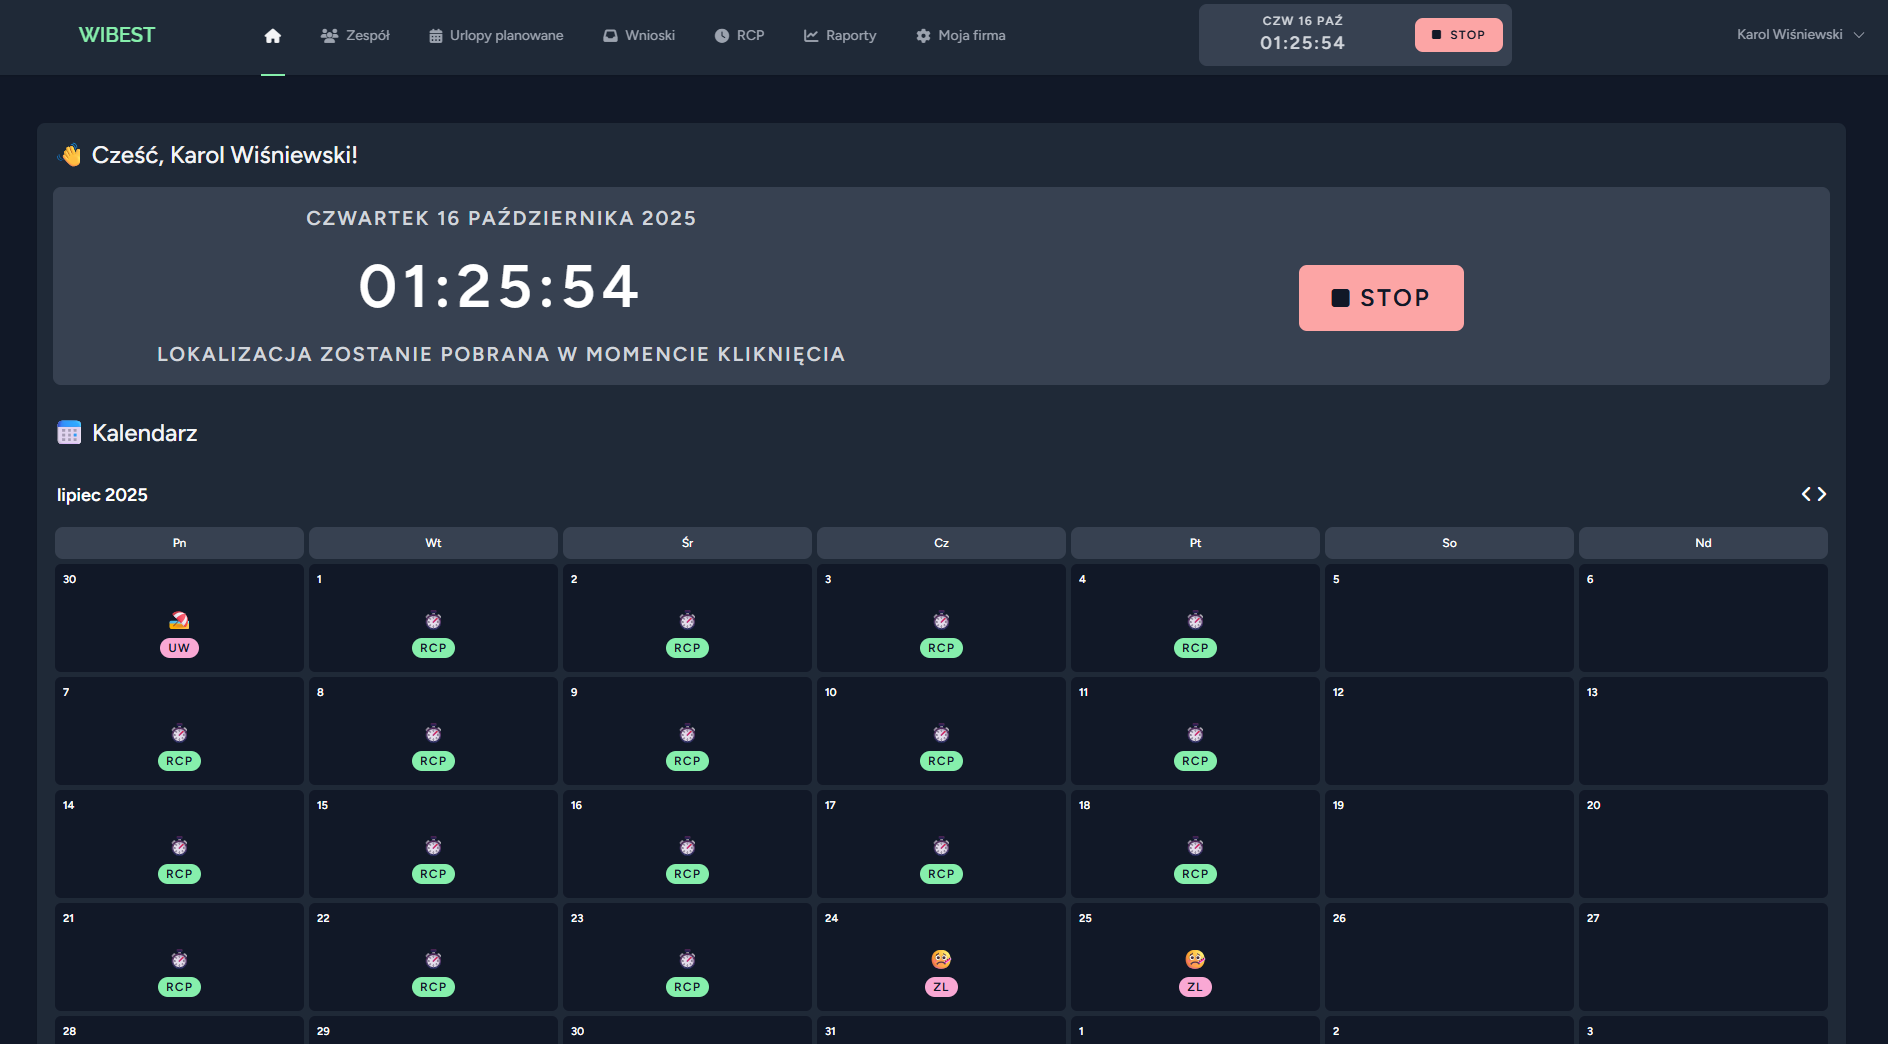 WIBEST
Zespół
Urlopy planowane
Wnioski
RCP
Raporty
Moja firma
CZW 16 PAŹ
01:25:54
STOP
Karol Wiśniewski
Cześć, Karol Wiśniewski!
CZWARTEK 16 PAŹDZIERNIKA 2025
01:25:54
STOP
LOKALIZACJA ZOSTANIE POBRANA W MOMENCIE KLIKNIĘCIA
Kalendarz
lipiec 2025
Pn Wt Śr Cz Pt So Nd
30 1 2 3 4 5 6
UW RCP RCP RCP RCP
7 8 9 10 11 12 13
RCP RCP RCP RCP RCP
14 15 16 17 18 19 20
RCP RCP RCP RCP RCP
21 22 23 24 25 26 27
RCP RCP RCP ZL ZL
28 29 30 31 1 2 3